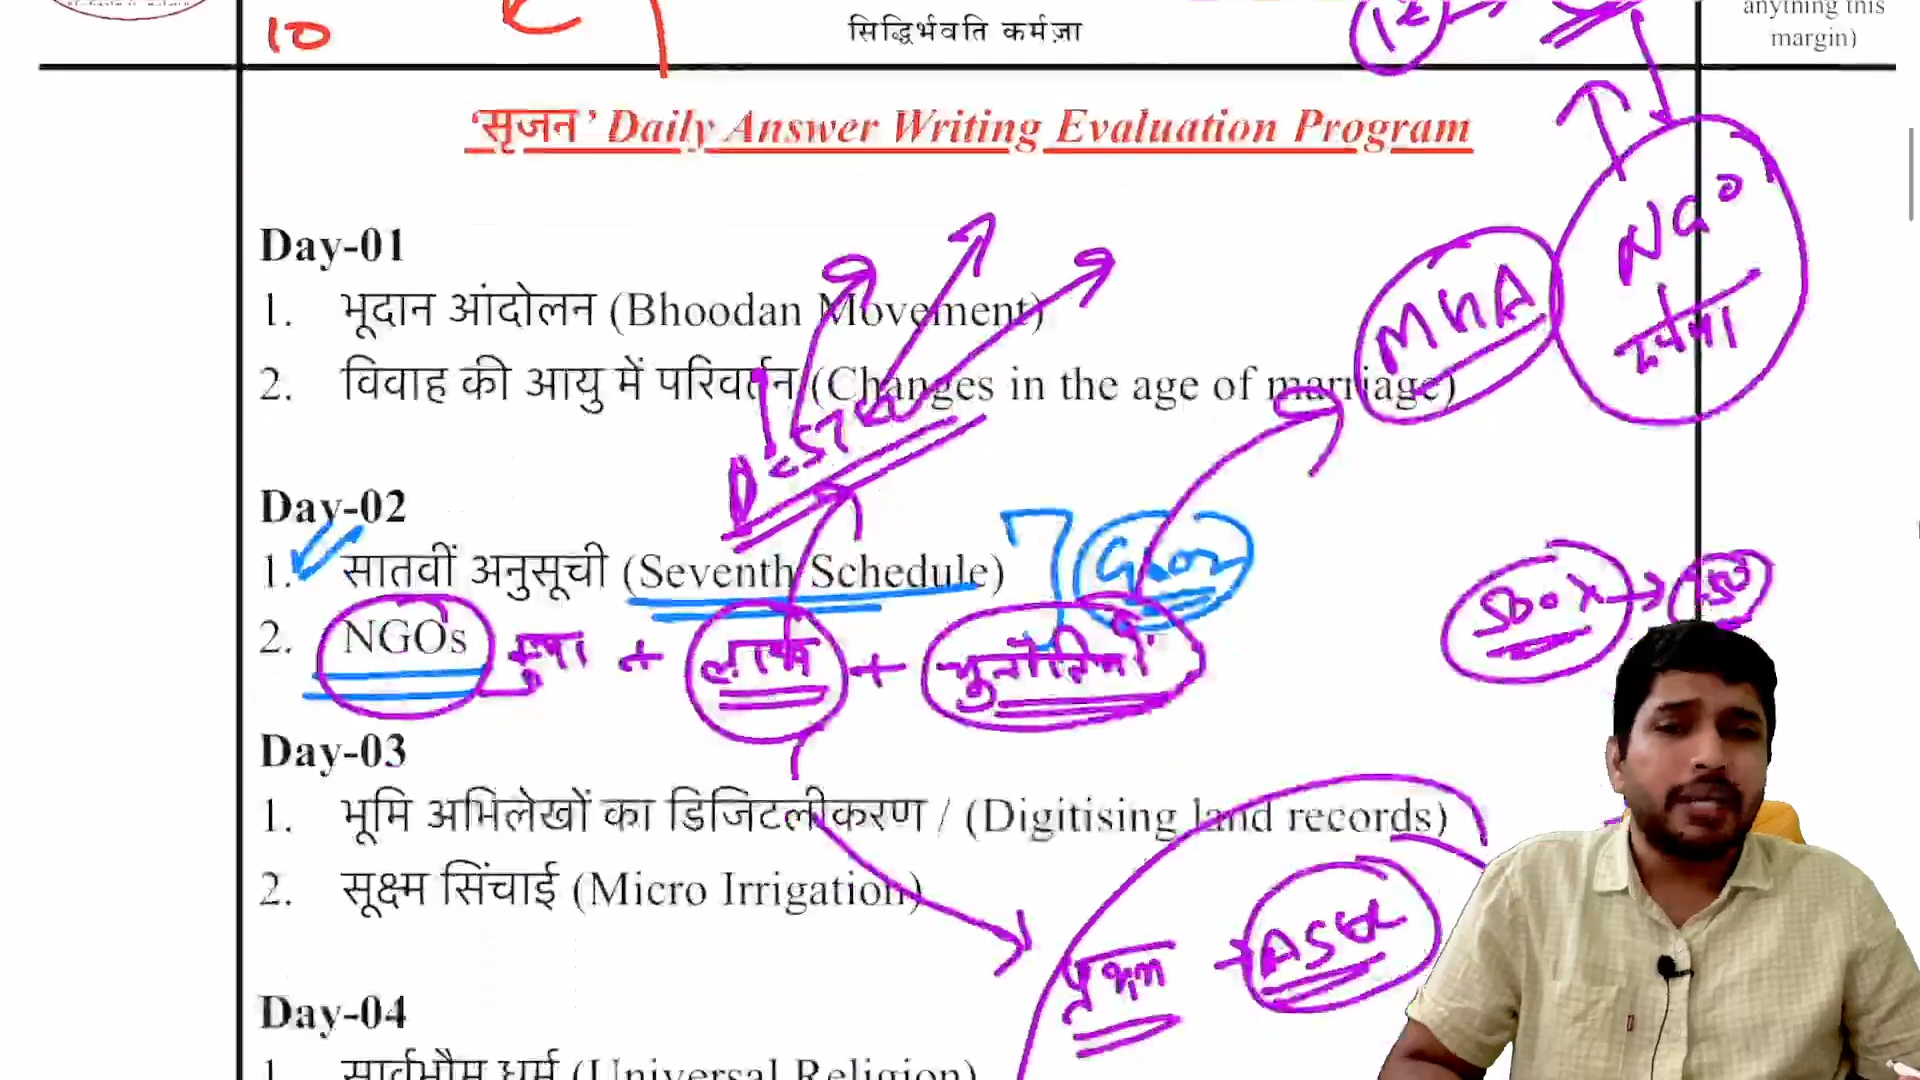 anything this
margin)
10
सिद्धिर्भवति कर्मज़ा
‘सृजन’ Daily Answer Writing Evaluation Program
Day-01
1. भूदान आंदोलन (Bhoodan Movement)
2. विवाह की आयु में परिवर्तन (Changes in the age of marriage)
NGO
MHA
Day-02
1. सातवीं अनुसूची (Seventh Schedule) 7
2. NGOs + लाभ + चुनौतियाँ
Day-03
1. भूमि अभिलेखों का डिजिटलीकरण / (Digitising land records)
2. सूक्ष्म सिंचाई (Micro Irrigation)
प्रथम → ASER
Day-04
1. सार्वभौम धर्म (Universal Religion)